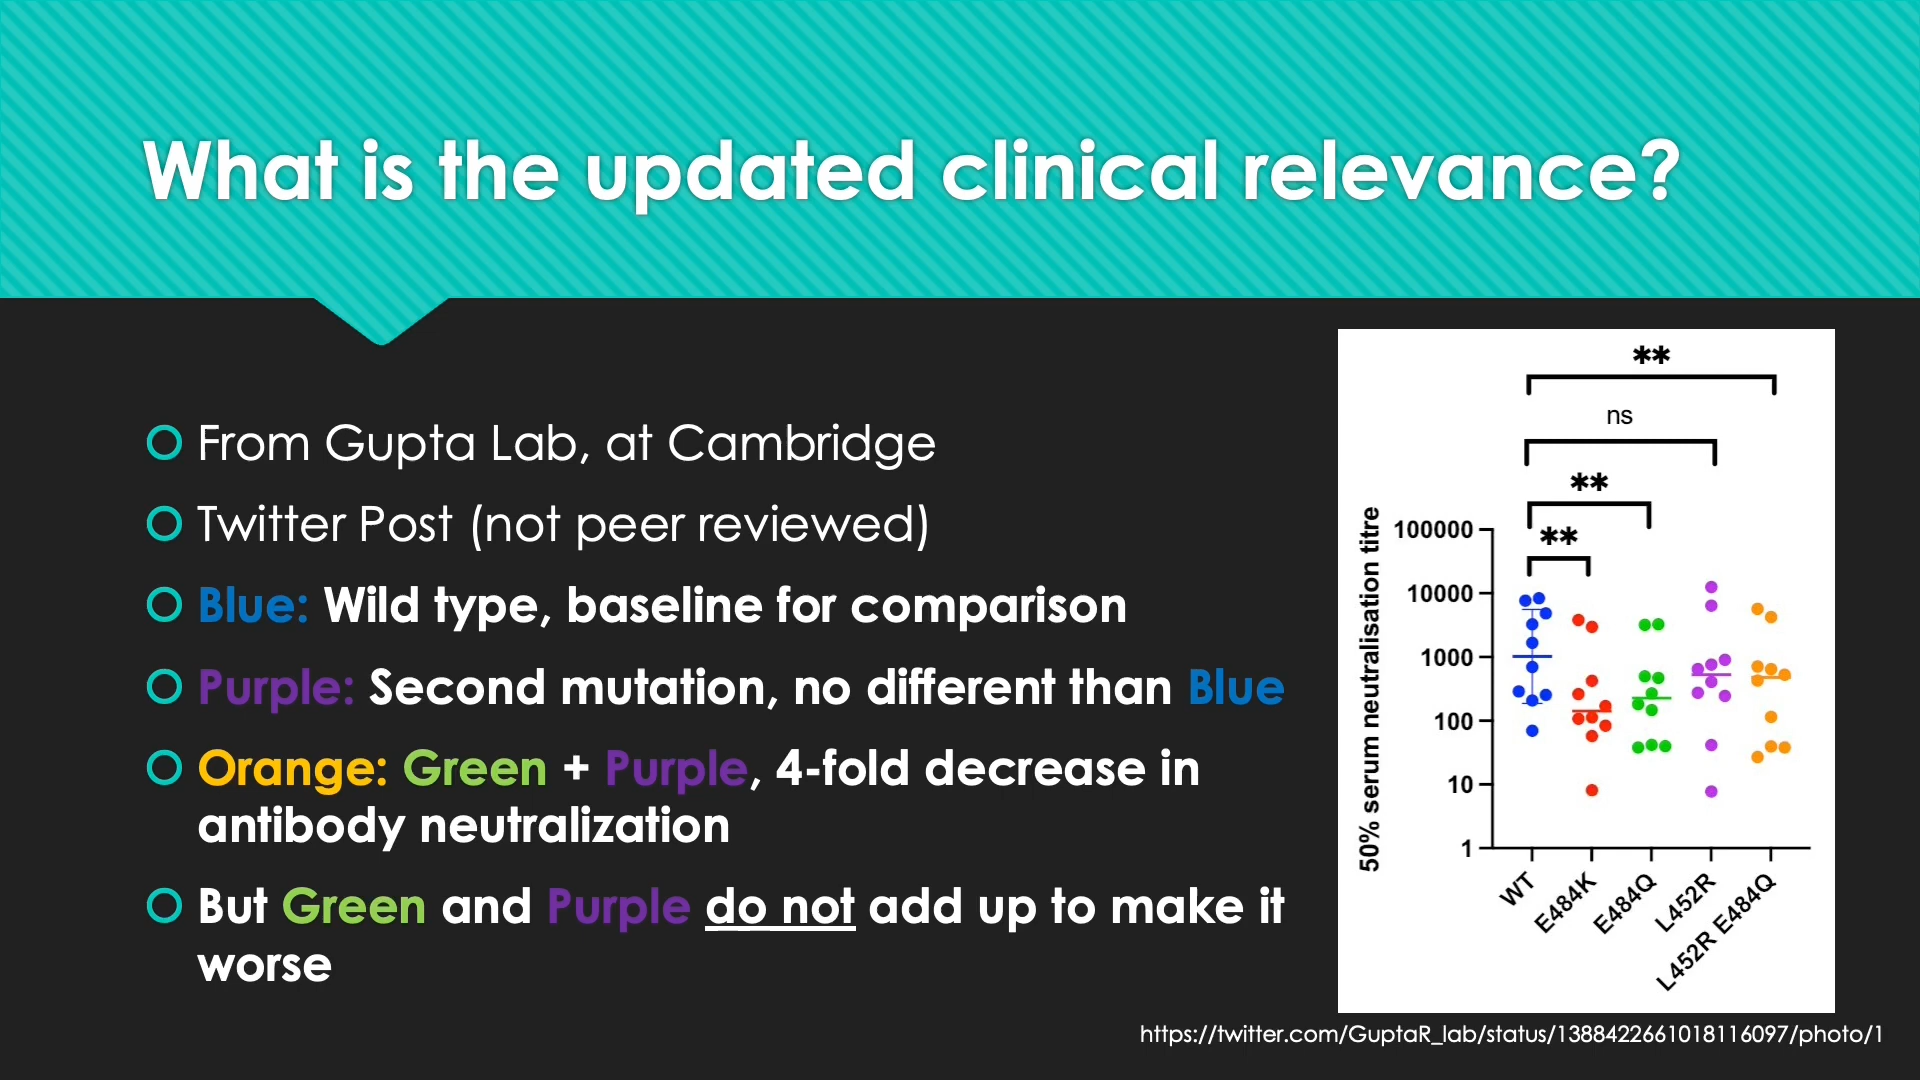 What is the updated clinical relevance?
From Gupta Lab, at Cambridge
Twitter Post (not peer reviewed)
Blue: Wild type, baseline for comparison
Purple: Second mutation, no different than Blue
Orange: Green + Purple, 4-fold decrease in
antibody neutralization
But Green and Purple do not add up to make it
worse
**
ns
**
**
50% serum neutralisation titre
100000
10000
1000
100
10
1
WT
E484K
E484Q
L452R
L452R E484Q
https://twitter.com/GuptaR_lab/status/1388422661018116097/photo/1